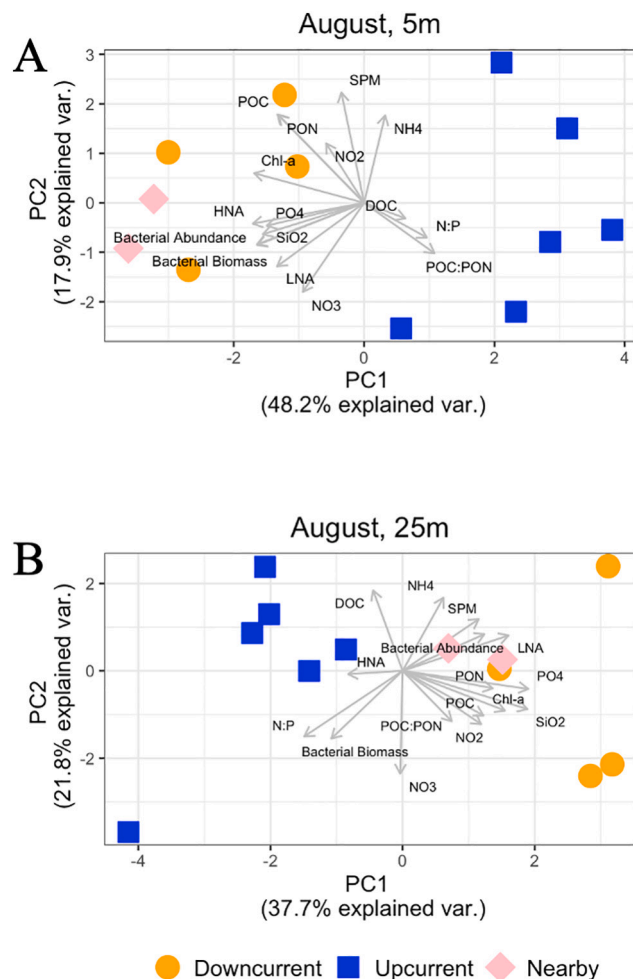 August, 5m
A
3
2
1
0
-1
-2
PC2
(17.9% explained var.)
SPM
POC
PON
NH4
NO2
Chl-a
DOC
HNA
PO4
N:P
Bacterial Abundance
SiO2
Bacterial Biomass
POC:PON
LNA
NO3
-2
0
2
4
PC1
(48.2% explained var.)
August, 25m
B
2
0
-2
PC2
(21.8% explained var.)
NH4
DOC
SPM
Bacterial Abundance
LNA
HNA
PON
PO4
POC
Chl-a
N:P
POC:PON
SiO2
NO2
Bacterial Biomass
NO3
-4
-2
0
2
PC1
(37.7% explained var.)
Downcurrent
Upcurrent
Nearby